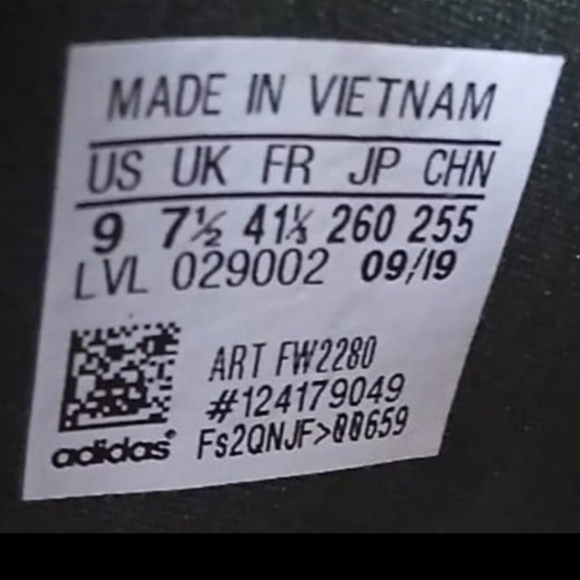 MADE IN VIETNAM
US UK FR JP CHN
9 7½ 41⅓ 260 255
LVL 029002 09/19
ART FW2280
#124179049
adidas® Fs2QNJF>00659